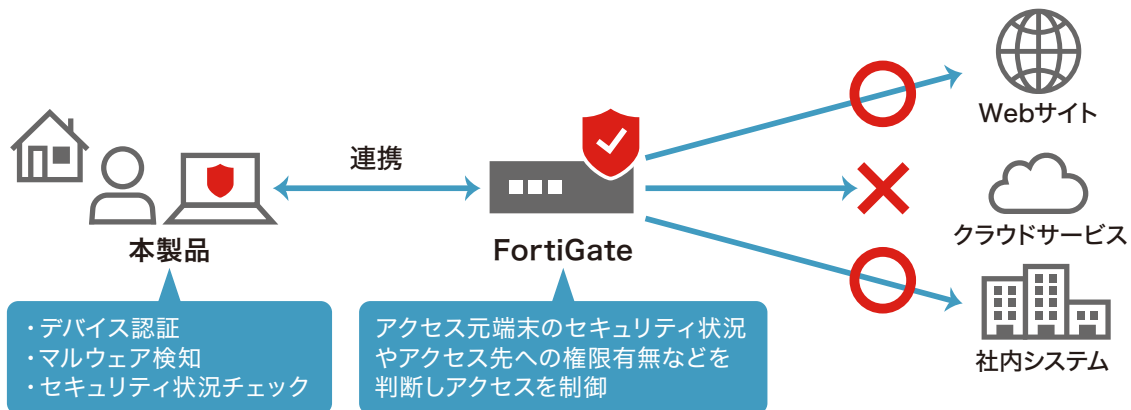 Webサイト
連携
クラウドサービス
本製品
FortiGate
社内システム
・デバイス認証
・マルウェア検知
・セキュリティ状況チェック
アクセス元端末のセキュリティ状況
やアクセス先への権限有無などを
判断しアクセスを制御